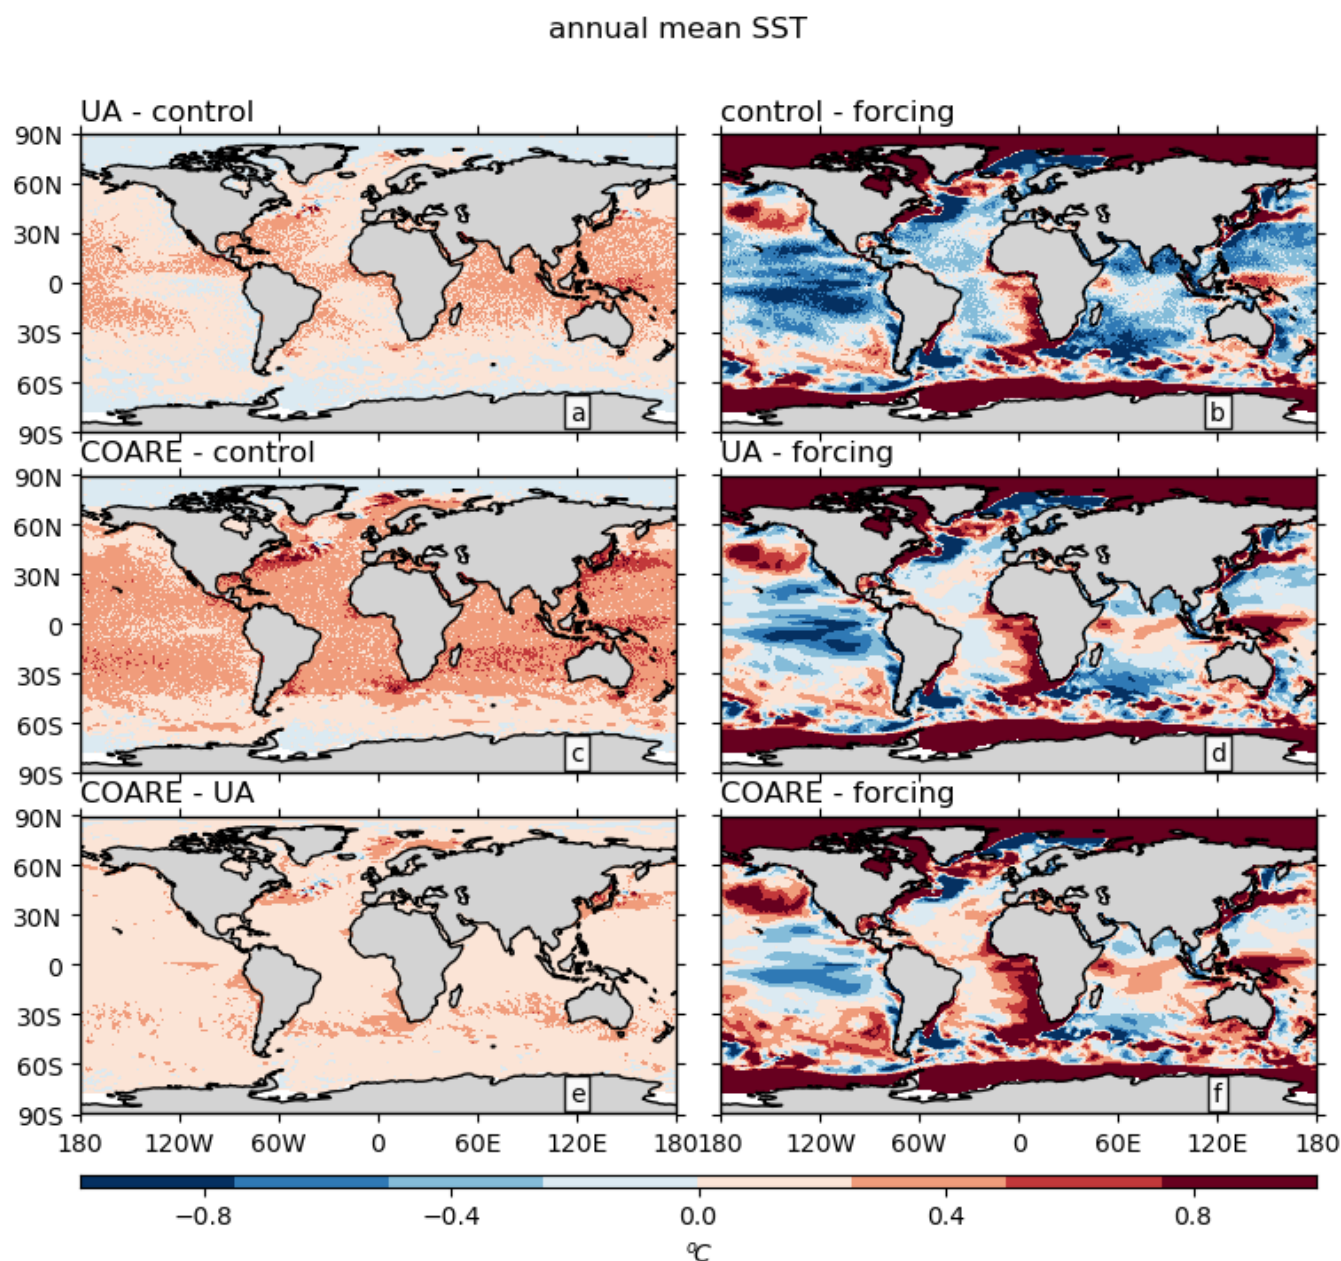 annual mean SST
UA - control
control - forcing
90N
60N
30N
0
30S
60S
90S
a
b
COARE - control
UA - forcing
90N
60N
30N
0
30S
60S
90S
c
d
COARE - UA
COARE - forcing
90N
60N
30N
0
30S
60S
90S
e
f
180 120W 60W 0 60E 120E 180 120W 60W 0 60E 120E 180
−0.8 −0.4 0.0 0.4 0.8
°C